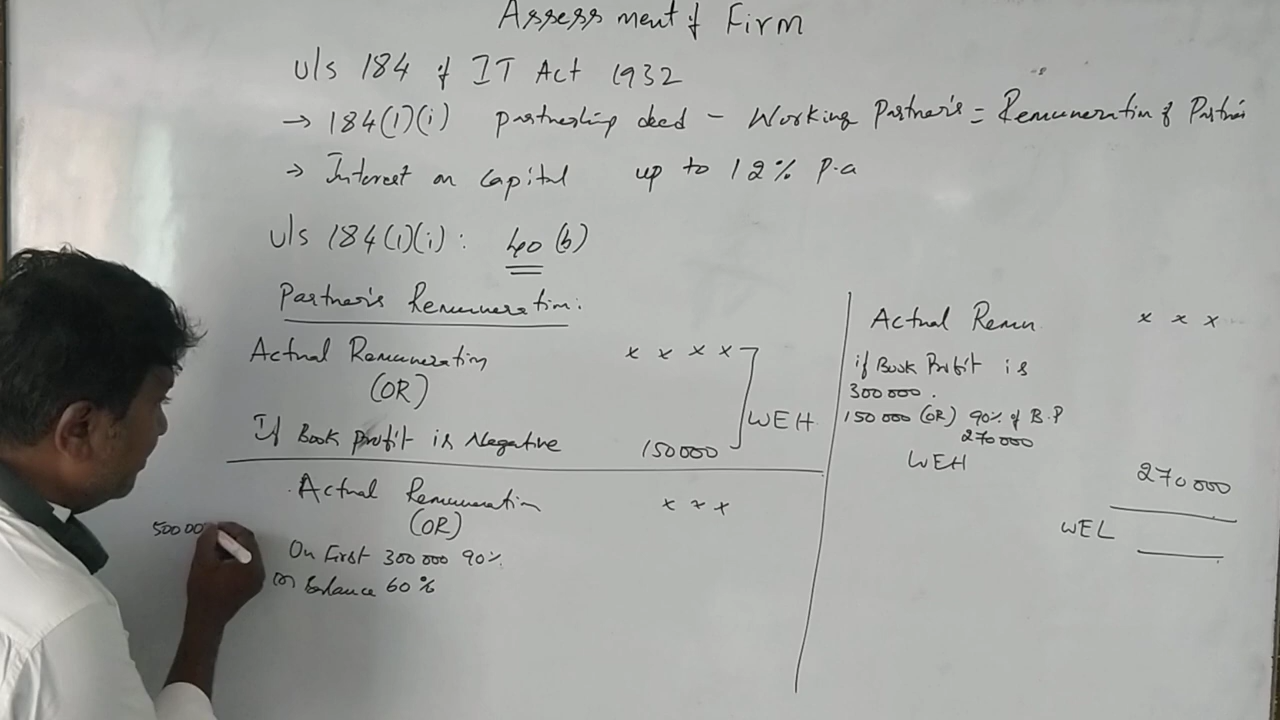 Assessment of Firm
u/s 184 of IT Act 1932
→ 184(1)(i) partnership deed - Working Partner's = Remuneration of Partner's
→ Interest on capital up to 12% p.a
u/s 184(1)(i): 40(b)
Partner's Remuneration:
Actual Remuneration x x x x
(OR)
WEH
If Book profit is Negative 150000
Actual Remuneration x x x
(OR)
On First 300000 90%
on Balance 60%
50000
Actual Remun x x x
if Book Profit is
300000.
150000 (OR) 90% of B.P
270000
WEH
270000
WEL